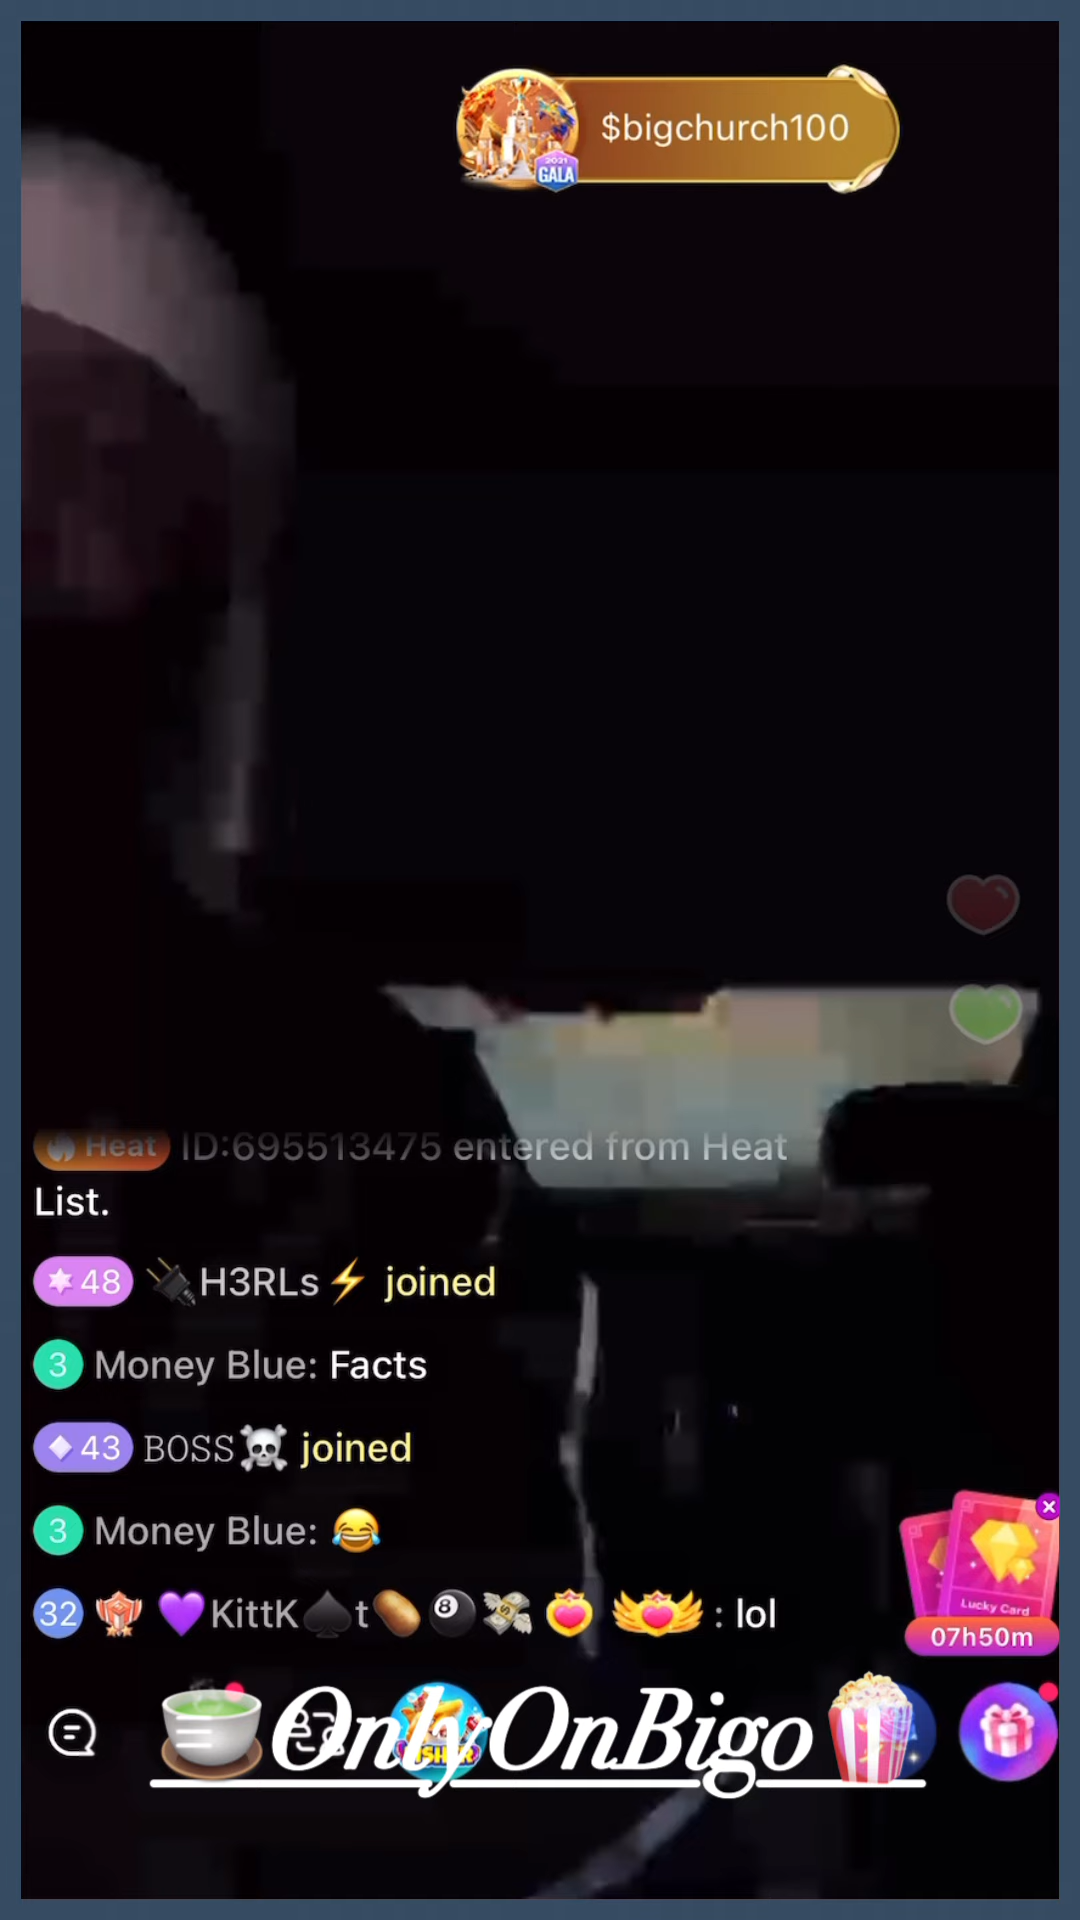 $bigchurch100
2021
GALA
Heat ID:695513475 entered from Heat
List.
48 🔌H3RLs⚡ joined
3 Money Blue: Facts
43 BOSS☠️ joined
3 Money Blue: 😂
32 💜KittK♠️t🥔🎱💸 : lol
Lucky Card
07h50m
🍵OnlyOnBigo🍿